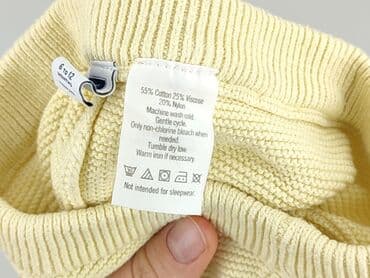 6 TO 12
55% Cotton 25% Viscose
20% Nylon
Machine wash cold.
Gentle cycle.
Only non-chlorine bleach when
needed.
Tumble dry low.
Warm iron if necessary.
Not intended for sleepwear.